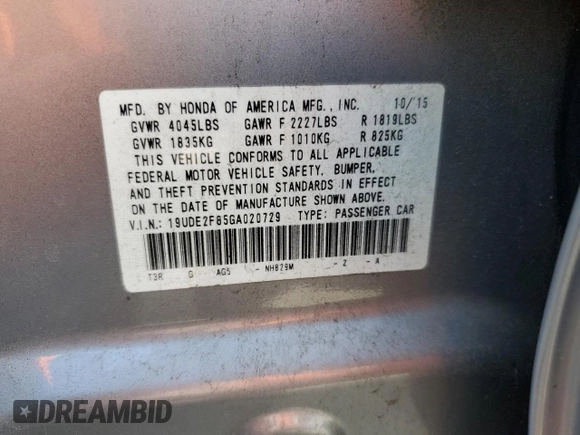 MFD. BY HONDA OF AMERICA MFG., INC. 10/15
GVWR 4045LBS GAWR F 2227LBS R 1819LBS
GVWR 1835KG GAWR F 1010KG R 825KG
THIS VEHICLE CONFORMS TO ALL APPLICABLE
FEDERAL MOTOR VEHICLE SAFETY, BUMPER,
AND THEFT PREVENTION STANDARDS IN EFFECT
ON THE DATE OF MANUFACTURE SHOWN ABOVE.
V.I.N.: 19UDE2F85GA020729 TYPE: PASSENGER CAR
T3R G AG5 - NH829M - Z - A
DREAMBID